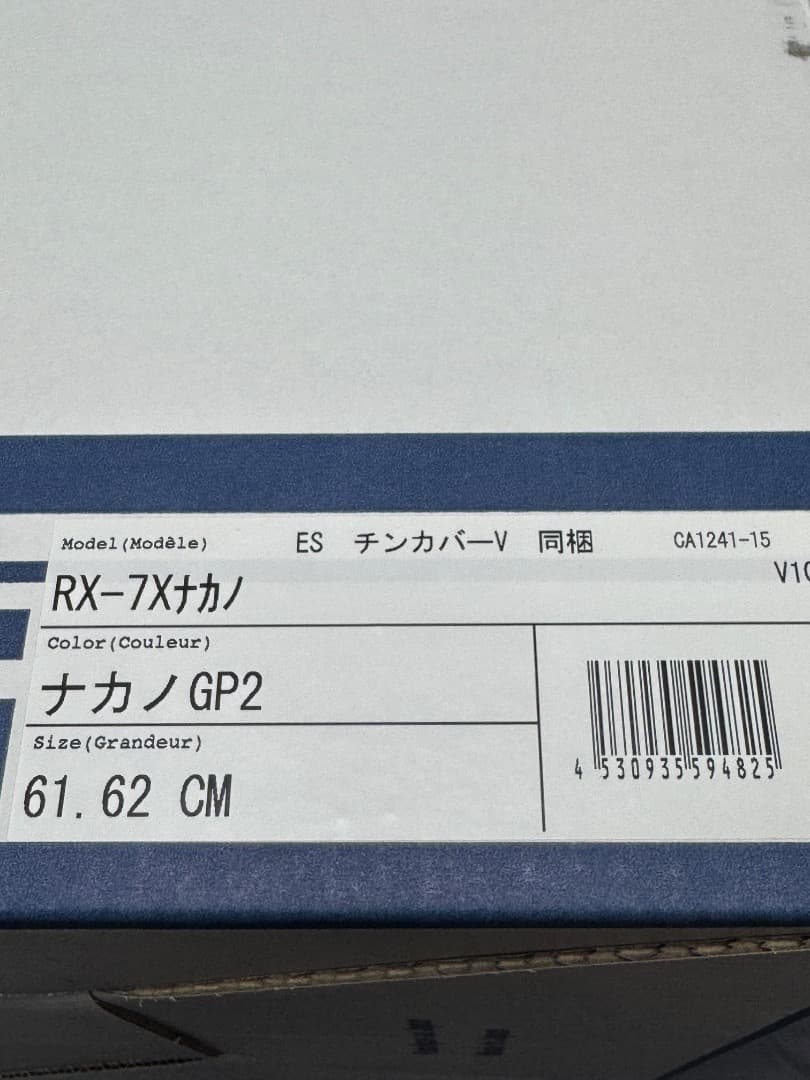 Model(Modèle) ES チンカバーV 同梱 CA1241-15
RX-7Xナカノ
Color(Couleur)
ナカノGP2
Size(Grandeur)
61.62 CM
4 530935 594825